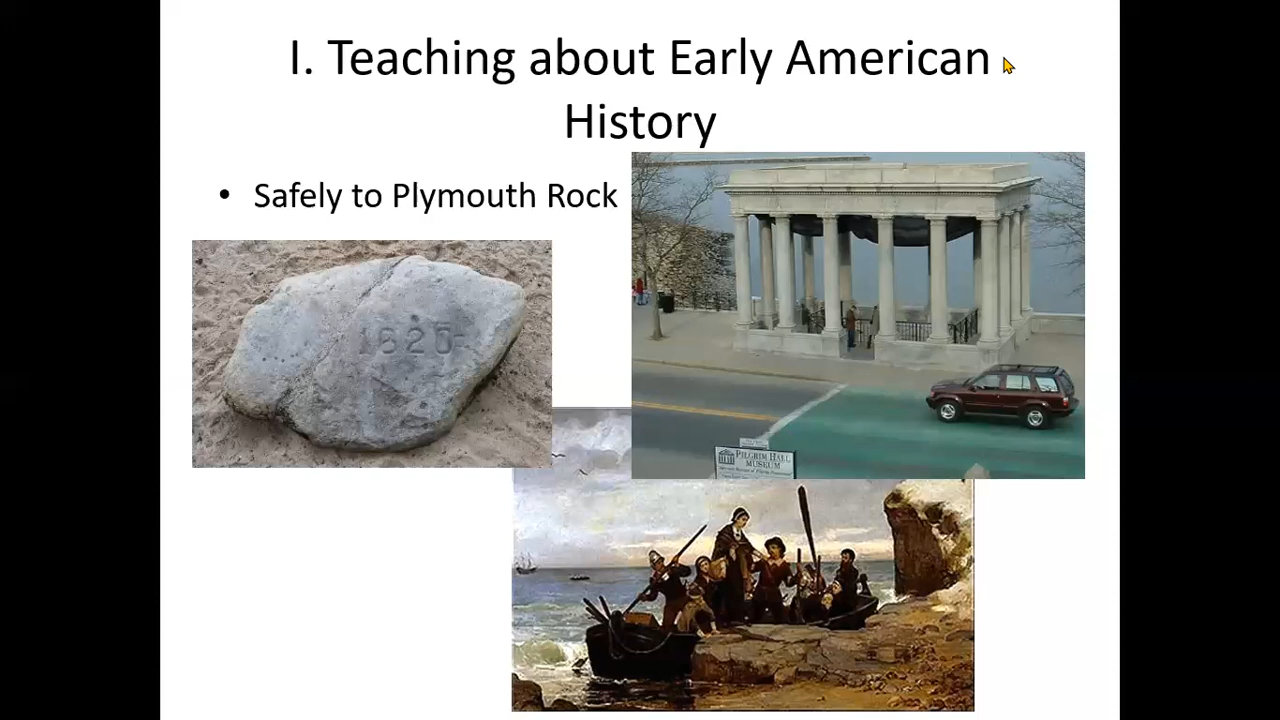 I. Teaching about Early American
History
• Safely to Plymouth Rock
1620
PILGRIM HALL
MUSEUM